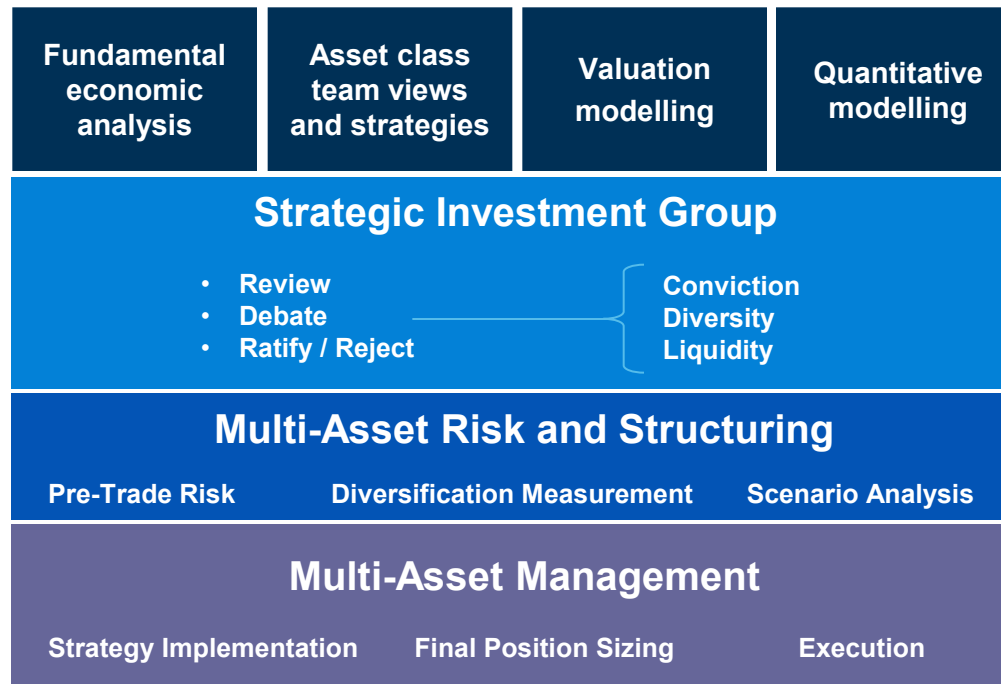 Fundamental
economic
analysis
Asset class
team views
and strategies
Valuation
modelling
Quantitative
modelling
Strategic Investment Group
• Review
• Debate
• Ratify / Reject
Conviction
Diversity
Liquidity
Multi-Asset Risk and Structuring
Pre-Trade Risk
Diversification Measurement
Scenario Analysis
Multi-Asset Management
Strategy Implementation
Final Position Sizing
Execution